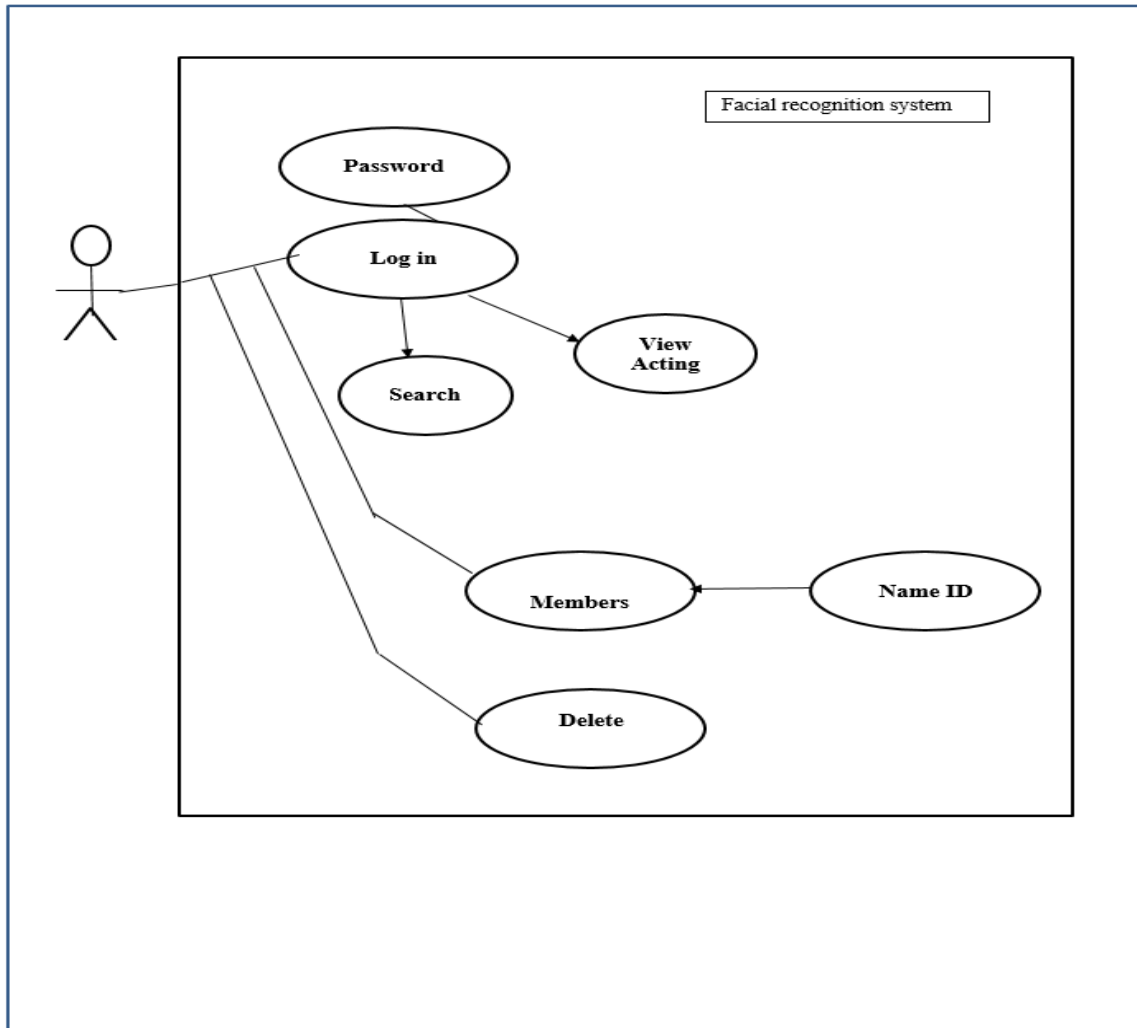 Facial recognition system
Password
Log in
View
Acting
Search
Members
Name ID
Delete